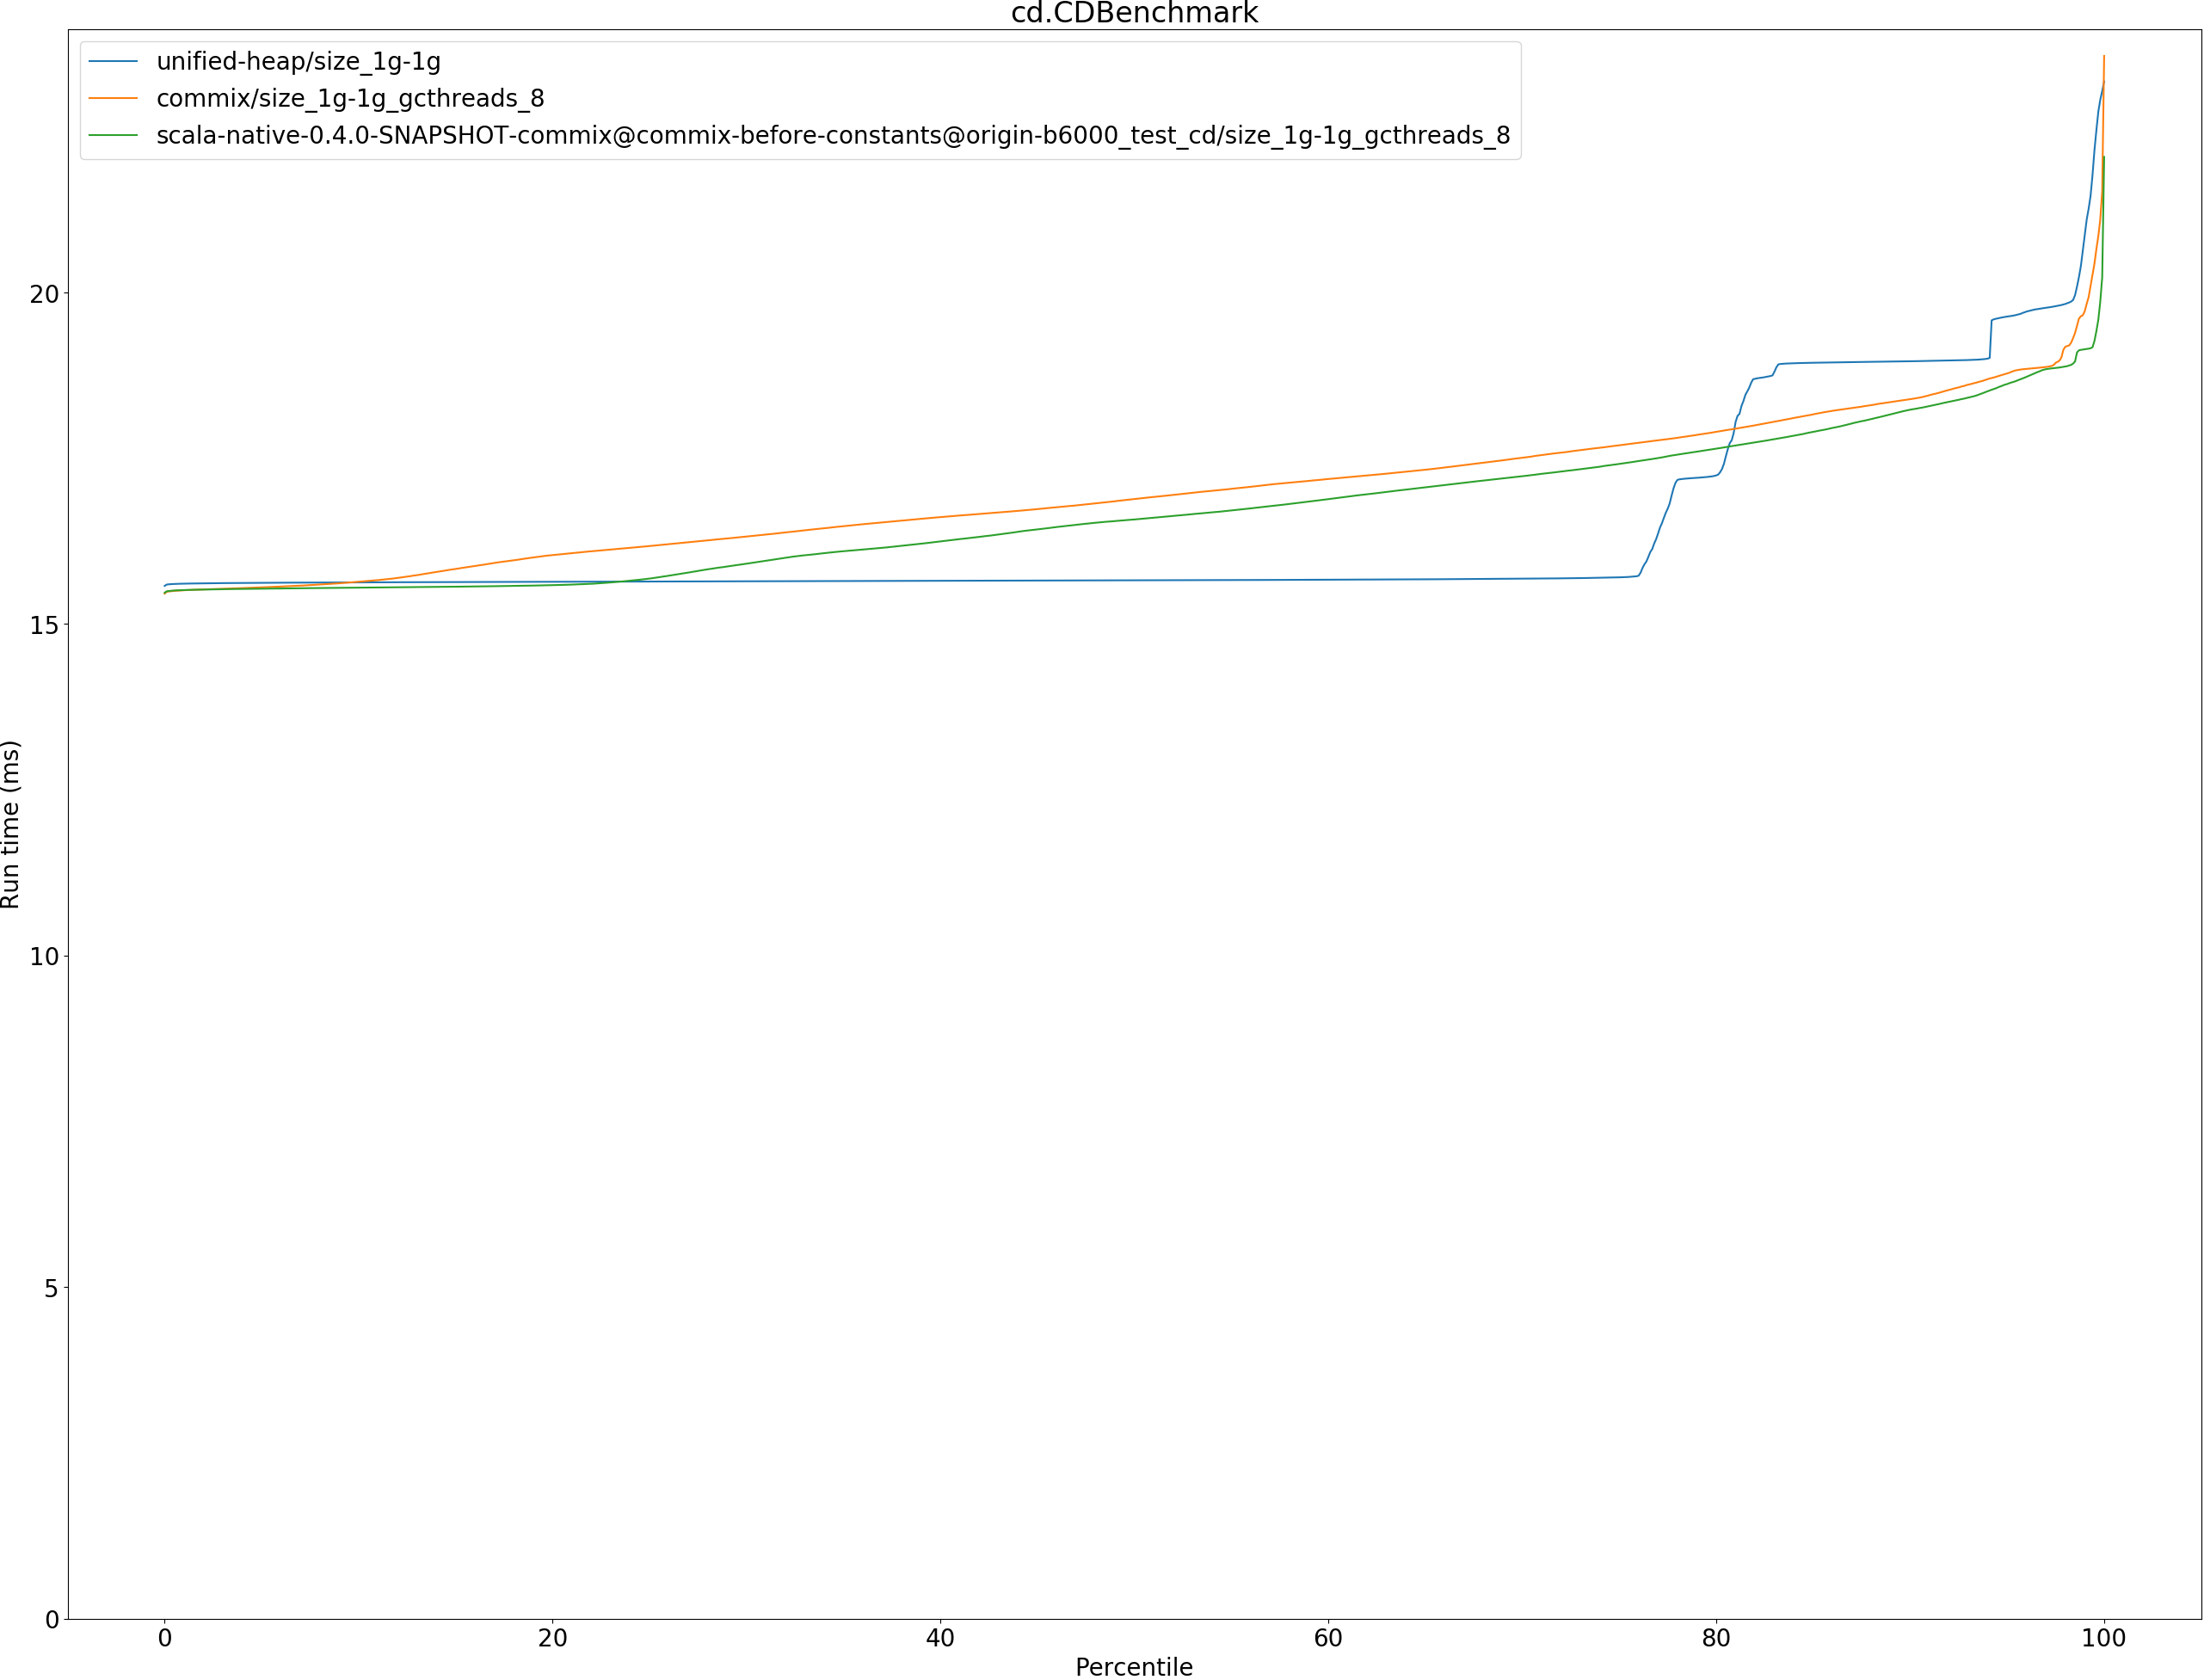 cd.CDBenchmark
unified-heap/size_1g-1g
commix/size_1g-1g_gcthreads_8
scala-native-0.4.0-SNAPSHOT-commix@commix-before-constants@origin-b6000_test_cd/size_1g-1g_gcthreads_8
20
15
10
5
0
Run time (ms)
0 20 40 60 80 100
Percentile